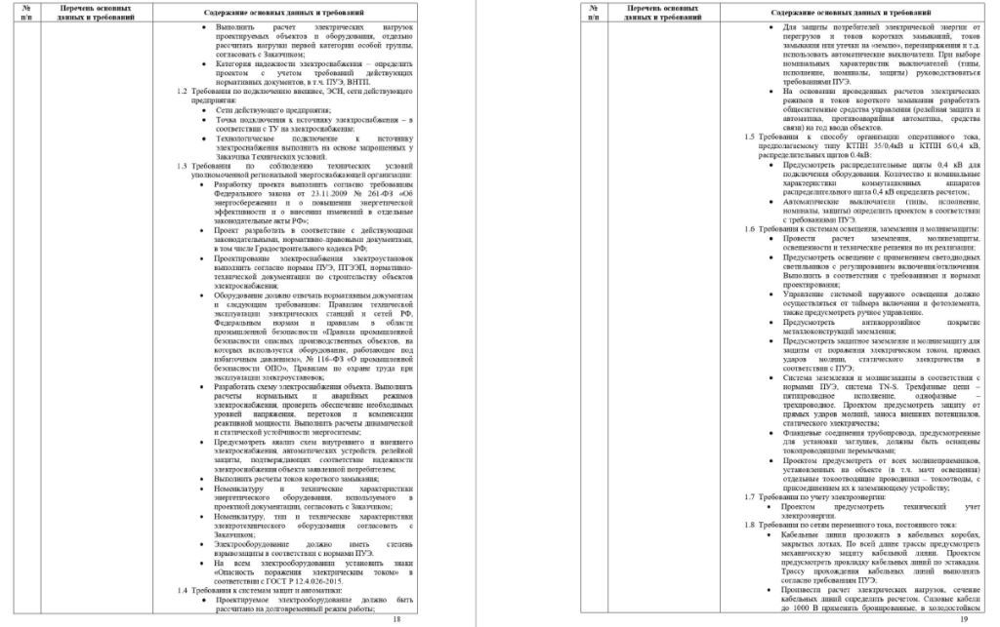 № п/п
Перечень основных данных и требований
Содержание основных данных и требований
• Выполнить расчет электрических нагрузок
проектируемых объектов и оборудования, отдельно
рассчитать нагрузки первой категории особой группы,
согласовать с Заказчиком;
• Категория надежности электроснабжения – определить
проектом с учетом требований действующих
нормативных документов, в т.ч. ПУЭ, ВНТП.
1.2 Требования по подключению внешнее, ЭСН, сети действующего
предприятия:
• Сети действующего предприятия;
• Точка подключения к источнику электроснабжения – в
соответствии с ТУ на электроснабжение.
• Технологическое подключение к источнику
электроснабжения выполнить на основе запрошенных у
Заказчика Технических условий.
1.3 Требования по соблюдению технических условий
уполномоченной региональной энергоснабжающей организации:
• Разработку проекта выполнить согласно требованиям
Федерального закона от 23.11.2009 № 261-ФЗ «Об
энергосбережении и о повышении энергетической
эффективности и о внесении изменений в отдельные
законодательные акты РФ»;
• Проект разработать в соответствие с действующими
законодательными, нормативно-правовыми документами,
в том числе Градостроительного кодекса РФ;
• Проектирование электроснабжения электроустановок
выполнить согласно нормам ПУЭ, ПТЭЭП, нормативно-
технической документации по строительству объектов
электроснабжения;
• Оборудование должно отвечать нормативным документам
и следующим требованиям: Правилам технической
эксплуатации электрических станций и сетей РФ,
Федеральным нормам и правилам в области
промышленной безопасности «Правила промышленной
безопасности опасных производственных объектов, на
которых используется оборудование, работающее под
избыточным давлением», № 116-ФЗ «О промышленной
безопасности ОПО», Правилам по охране труда при
эксплуатации электроустановок;
• Разработать схему электроснабжения объекта. Выполнить
расчеты нормальных и аварийных режимов
электроснабжения, проверить обеспечение необходимых
уровней напряжения, перетоков и компенсации
реактивной мощности. Выполнить расчеты динамической
и статической устойчивости энергосистемы;
• Предусмотреть анализ схем внутреннего и внешнего
электроснабжения, автоматических устройств, релейной
защиты, подтверждающих соответствие надежности
электроснабжения объекта заявленной потребителем;
• Выполнить расчеты токов короткого замыкания;
• Номенклатуру и технические характеристики
энергетического оборудования, используемого в
проектной документации, согласовать с Заказчиком;
• Номенклатуру, тип и технические характеристики
электротехнического оборудования согласовать с
Заказчиком;
• Электрооборудование должно иметь степень
взрывозащиты в соответствии с нормами ПУЭ.
• На всем электрооборудовании установить знаки
«Опасность поражения электрическим током» в
соответствии с ГОСТ Р 12.4.026-2015.
1.4 Требования к системам защит и автоматики:
• Проектируемое электрооборудование должно быть
рассчитано на долговременный режим работы;
18
№ п/п
Перечень основных данных и требований
Содержание основных данных и требований
• Для защиты потребителей электрической энергии от
перегрузок и токов коротких замыканий, токов
замыкания или утечки на «землю», перенапряжения и т.д.
использовать автоматические выключатели. При выборе
номинальных характеристик выключателей (типы,
исполнение, номиналы, защиты) руководствоваться
требованиями ПУЭ.
• На основании проведенных расчетов электрических
режимов и токов короткого замыкания разработать
общесистемные средства управления (релейная защита и
автоматика, противоаварийная автоматика, средства
связи) на год ввода объектов.
1.5 Требования к способу организации оперативного тока,
предполагаемому типу КТПН 35/0,4кВ и КТПН 6/0,4 кВ,
распределительных щитов 0.4кВ:
• Предусмотреть распределительные щиты 0,4 кВ для
подключения оборудования. Количество и номинальные
характеристики коммутационных аппаратов
распределительного щита 0,4 кВ определить расчетом;
• Автоматические выключатели (типы, исполнение,
номиналы, защиты) определить проектом в соответствии
с требованиями ПУЭ.
1.6 Требования к системам освещения, заземления и молниезащиты:
• Провести расчет заземления, молниезащиты,
освещенности и технические решения по их реализации;
• Предусмотреть освещение с применением светодиодных
светильников с регулированием включения/отключения.
Выполнить в соответствии с требованиями и нормами
проектирования;
• Управление системой наружного освещения должно
осуществляться от таймера включения и фотоэлемента,
также предусмотреть ручное управление.
• Предусмотреть антикоррозийное покрытие
металлоконструкций заземления;
• Предусмотреть защитное заземление и молниезащиту для
защиты от поражения электрическом током, прямых
ударов молнии, статического электричества в
соответствии с ПУЭ;
• Система заземления и молниезащиты в соответствии с
нормами ПУЭ, система TN-S. Трехфазные цепи –
пятипроводное исполнение, однофазные –
трехпроводное. Проектом предусмотреть защиту от
прямых ударов молний, заноса внешних потенциалов,
статического электричества;
• Фланцевые соединения трубопровода, предусмотренные
для установки заглушек, должны быть оснащены
токопроводящими перемычками;
• Проектом предусмотреть от всех молниеприемников,
установленных на объекте (в т.ч. мачт освещения)
отдельные токоотводящие проводники – токоотводы, с
присоединением их к заземляющему устройству;
1.7 Требования по учету электроэнергии:
• Проектом предусмотреть технический учет
электроэнергии.
1.8 Требования по сетям переменного тока, постоянного тока:
• Кабельные линии проложить в кабельных коробах,
закрытых лотках. По всей длине трассы предусмотреть
механическую защиту кабельной линии. Проектом
предусмотреть прокладку кабельных линий по эстакадам.
Трассу прохождения кабельных линий выполнить
согласно требованиям ПУЭ;
• Произвести расчет электрических нагрузок, сечение
кабельных линий определить расчетом. Силовые кабели
до 1000 В применить бронированные, в холодостойком
19